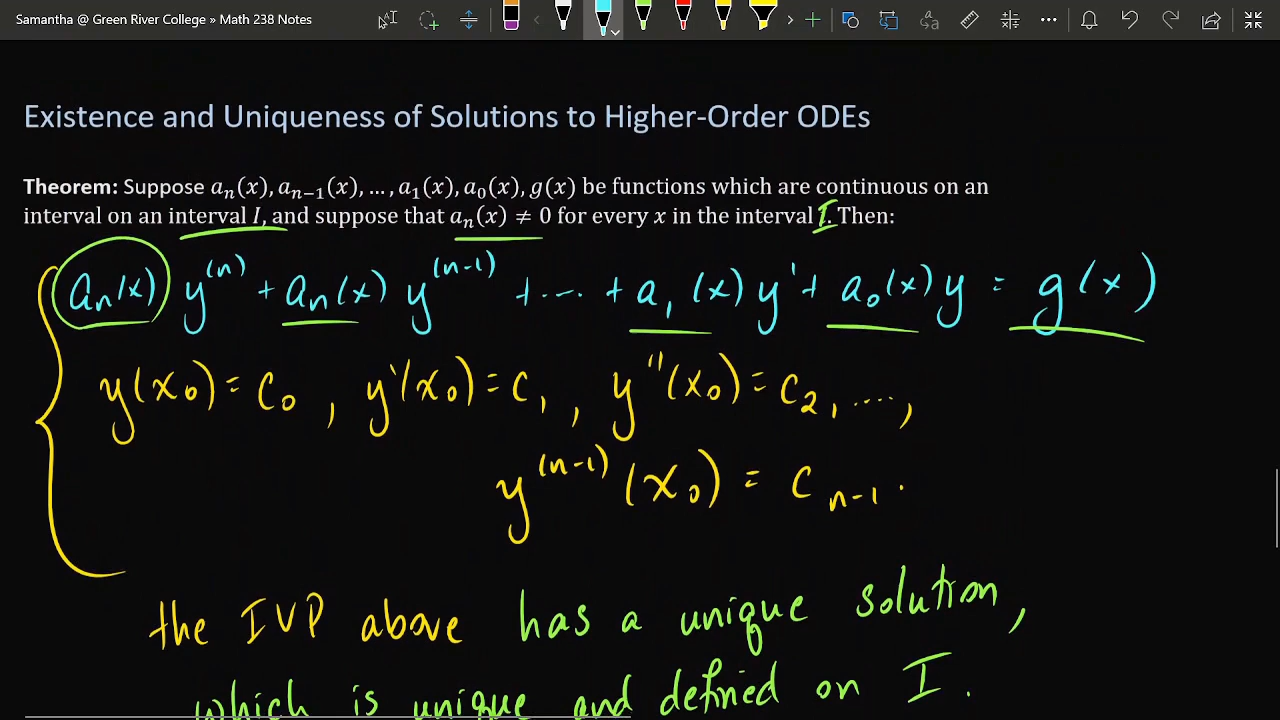 Samantha @ Green River College » Math 238 Notes
Existence and Uniqueness of Solutions to Higher-Order ODEs
Theorem: Suppose aₙ(x), aₙ₋₁(x), … , a₁(x), a₀(x), g(x) be functions which are continuous on an
interval on an interval I, and suppose that aₙ(x) ≠ 0 for every x in the interval I. Then:
aₙ(x) y⁽ⁿ⁾ + aₙ(x) y⁽ⁿ⁻¹⁾ + ... + a₁(x) y' + a₀(x) y = g(x)
y(x₀) = c₀ , y'(x₀) = c₁ , y''(x₀) = c₂, ....,
y⁽ⁿ⁻¹⁾(x₀) = cₙ₋₁.
the IVP above has a unique solution,
which is unique and defined on I.